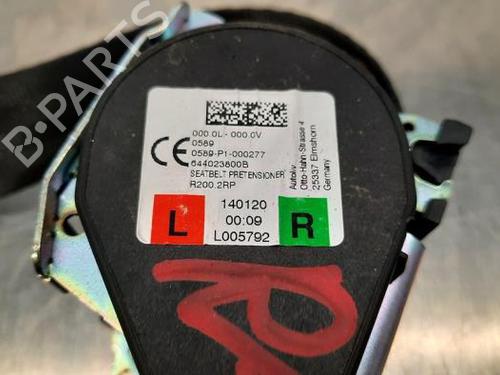 000.0L - 000.0V
0589
0589-P1-000277
644023800B
SEATBELT PRETENSIONER
R200.2RP
CE
Autoliv
Otto-Hahn-Strasse 4
25337 Elmshorn
Germany
L
140120
00:09
L005792
R
B-PARTS